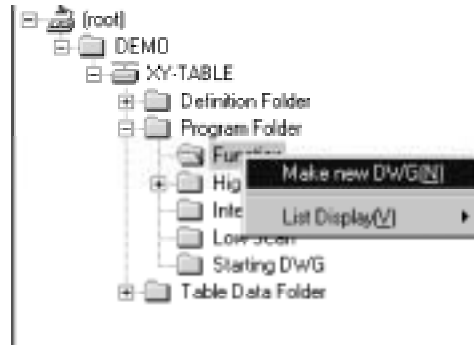 (root)
DEMO
XY-TABLE
Definition Folder
Program Folder
Function
Make new DWG(N)
Hig
Inte
List Display(V)
Low Scan
Starting DWG
Table Data Folder